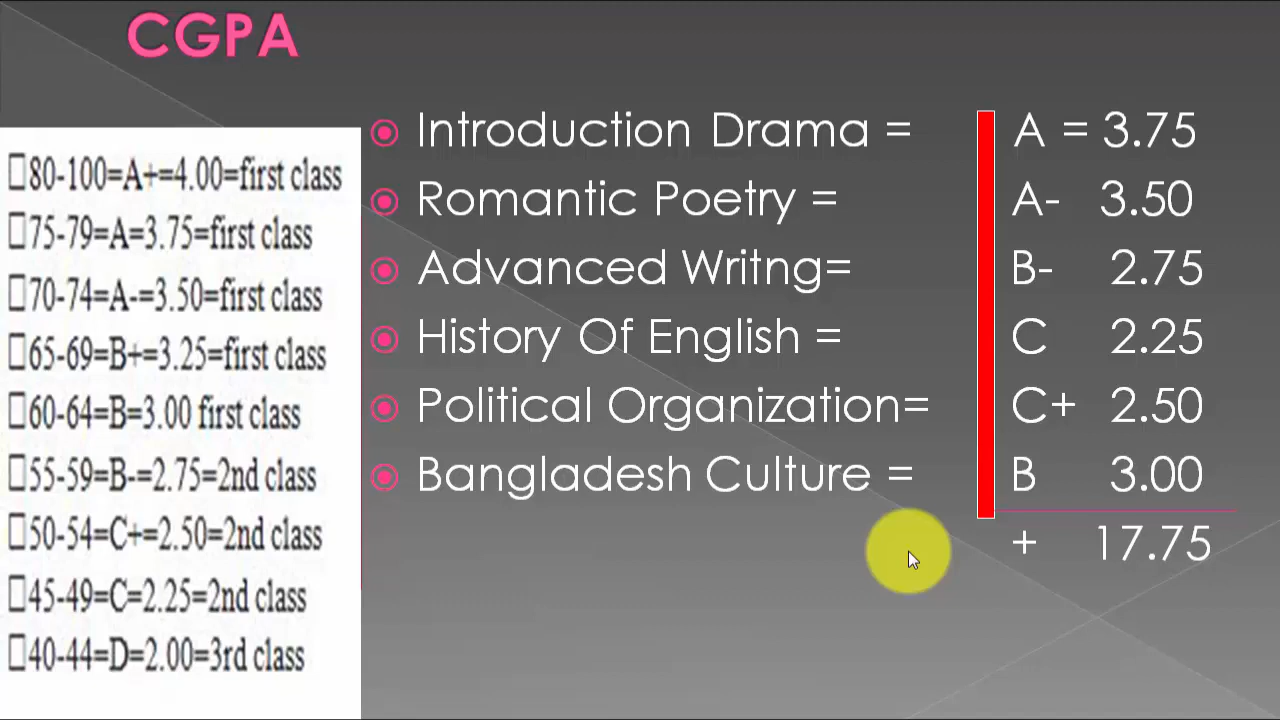 CGPA
80-100=A+=4.00=first class
75-79=A=3.75=first class
70-74=A-=3.50=first class
65-69=B+=3.25=first class
60-64=B=3.00 first class
55-59=B-=2.75=2nd class
50-54=C+=2.50=2nd class
45-49=C=2.25=2nd class
40-44=D=2.00=3rd class
Introduction Drama = A = 3.75
Romantic Poetry = A- 3.50
Advanced Writng= B- 2.75
History Of English = C 2.25
Political Organization= C+ 2.50
Bangladesh Culture = B 3.00
+ 17.75